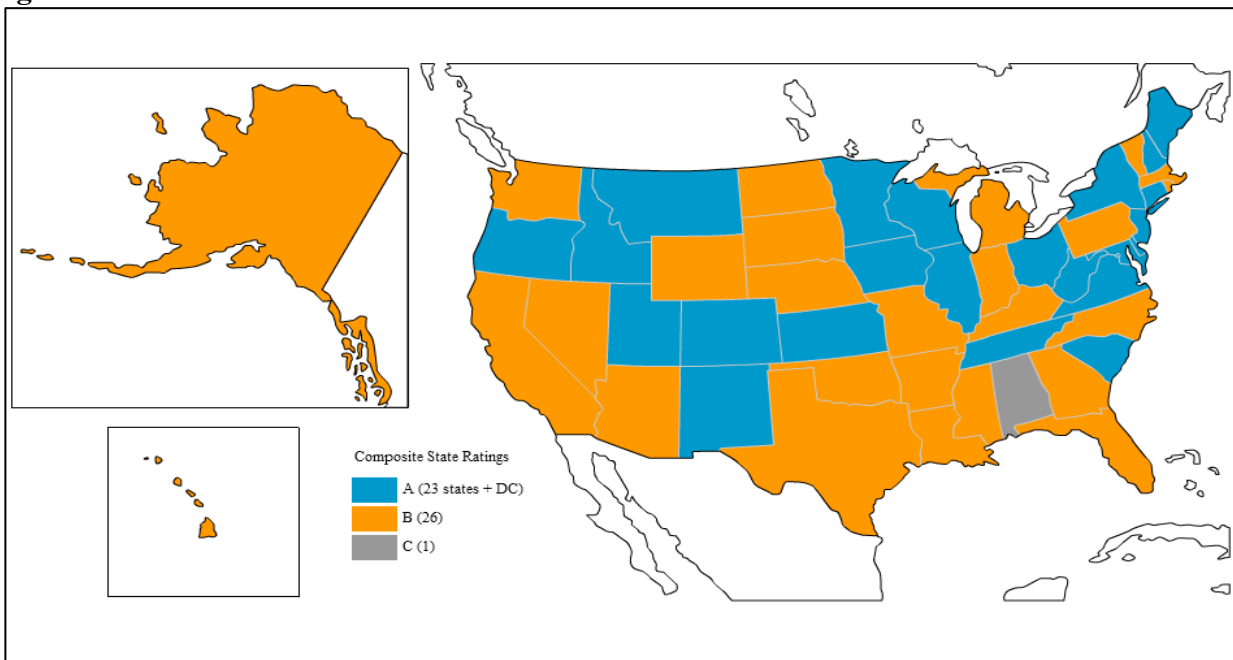 Composite State Ratings
A (23 states + DC)
B (26)
C (1)